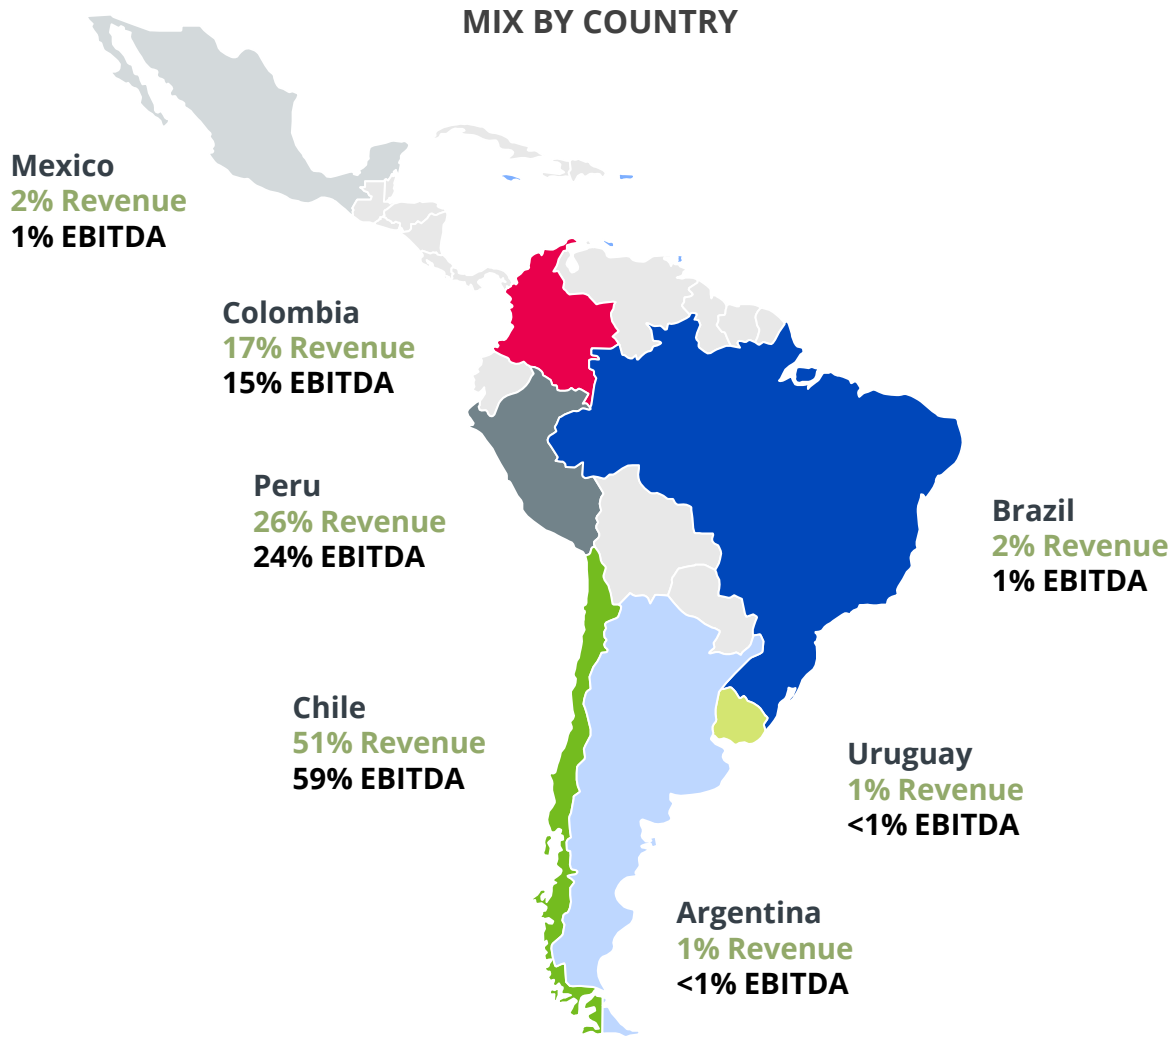 MIX BY COUNTRY
Mexico
2% Revenue
1% EBITDA
Colombia
17% Revenue
15% EBITDA
Peru
26% Revenue
24% EBITDA
Brazil
2% Revenue
1% EBITDA
Chile
51% Revenue
59% EBITDA
Uruguay
1% Revenue
<1% EBITDA
Argentina
1% Revenue
<1% EBITDA